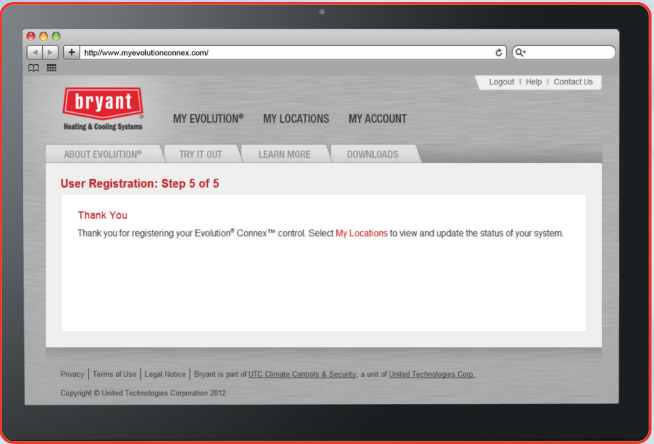 http//www.myevolutionconnex.com/
Logout | Help | Contact Us
bryant
Heating & Cooling Systems
MY EVOLUTION® MY LOCATIONS MY ACCOUNT
ABOUT EVOLUTION® TRY IT OUT LEARN MORE DOWNLOADS
User Registration: Step 5 of 5
Thank You
Thank you for registering your Evolution® Connex™ control. Select My Locations to view and update the status of your system.
Privacy | Terms of Use | Legal Notice | Bryant is part of UTC Climate Controls & Security, a unit of United Technologies Corp.
Copyright © United Technologies Corporation 2012